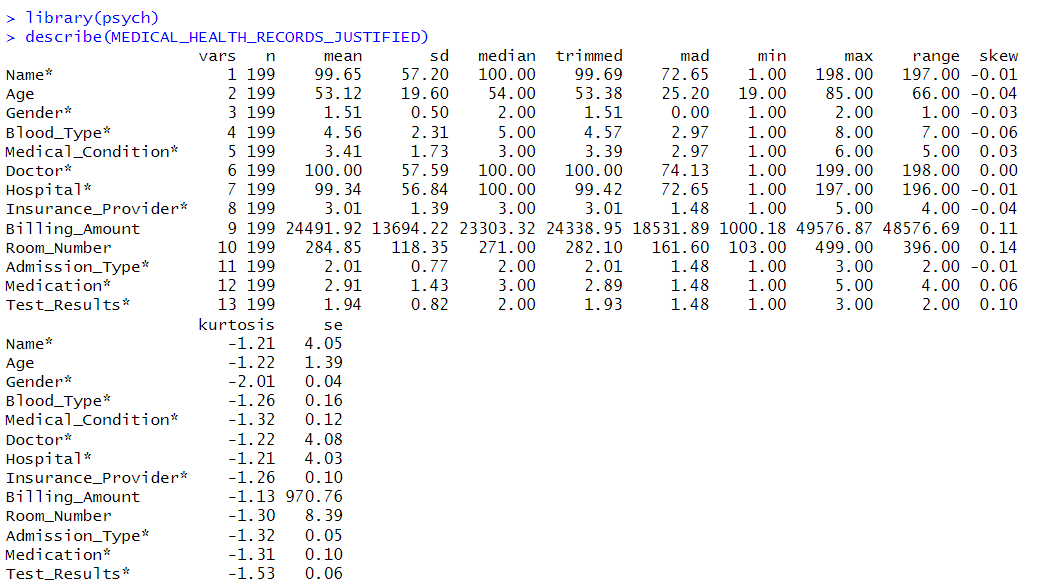 > library(psych)
> describe(MEDICAL_HEALTH_RECORDS_JUSTIFIED)
vars n mean sd median trimmed mad min max range skew
Name* 1 199 99.65 57.20 100.00 99.69 72.65 1.00 198.00 197.00 -0.01
Age 2 199 53.12 19.60 54.00 53.38 25.20 19.00 85.00 66.00 -0.04
Gender* 3 199 1.51 0.50 2.00 1.51 0.00 1.00 2.00 1.00 -0.03
Blood_Type* 4 199 4.56 2.31 5.00 4.57 2.97 1.00 8.00 7.00 -0.06
Medical_Condition* 5 199 3.41 1.73 3.00 3.39 2.97 1.00 6.00 5.00 0.03
Doctor* 6 199 100.00 57.59 100.00 100.00 74.13 1.00 199.00 198.00 0.00
Hospital* 7 199 99.34 56.84 100.00 99.42 72.65 1.00 197.00 196.00 -0.01
Insurance_Provider* 8 199 3.01 1.39 3.00 3.01 1.48 1.00 5.00 4.00 -0.04
Billing_Amount 9 199 24491.92 13694.22 23303.32 24338.95 18531.89 1000.18 49576.87 48576.69 0.11
Room_Number 10 199 284.85 118.35 271.00 282.10 161.60 103.00 499.00 396.00 0.14
Admission_Type* 11 199 2.01 0.77 2.00 2.01 1.48 1.00 3.00 2.00 -0.01
Medication* 12 199 2.91 1.43 3.00 2.89 1.48 1.00 5.00 4.00 0.06
Test_Results* 13 199 1.94 0.82 2.00 1.93 1.48 1.00 3.00 2.00 0.10
kurtosis se
Name* -1.21 4.05
Age -1.22 1.39
Gender* -2.01 0.04
Blood_Type* -1.26 0.16
Medical_Condition* -1.32 0.12
Doctor* -1.22 4.08
Hospital* -1.21 4.03
Insurance_Provider* -1.26 0.10
Billing_Amount -1.13 970.76
Room_Number -1.30 8.39
Admission_Type* -1.32 0.05
Medication* -1.31 0.10
Test_Results* -1.53 0.06